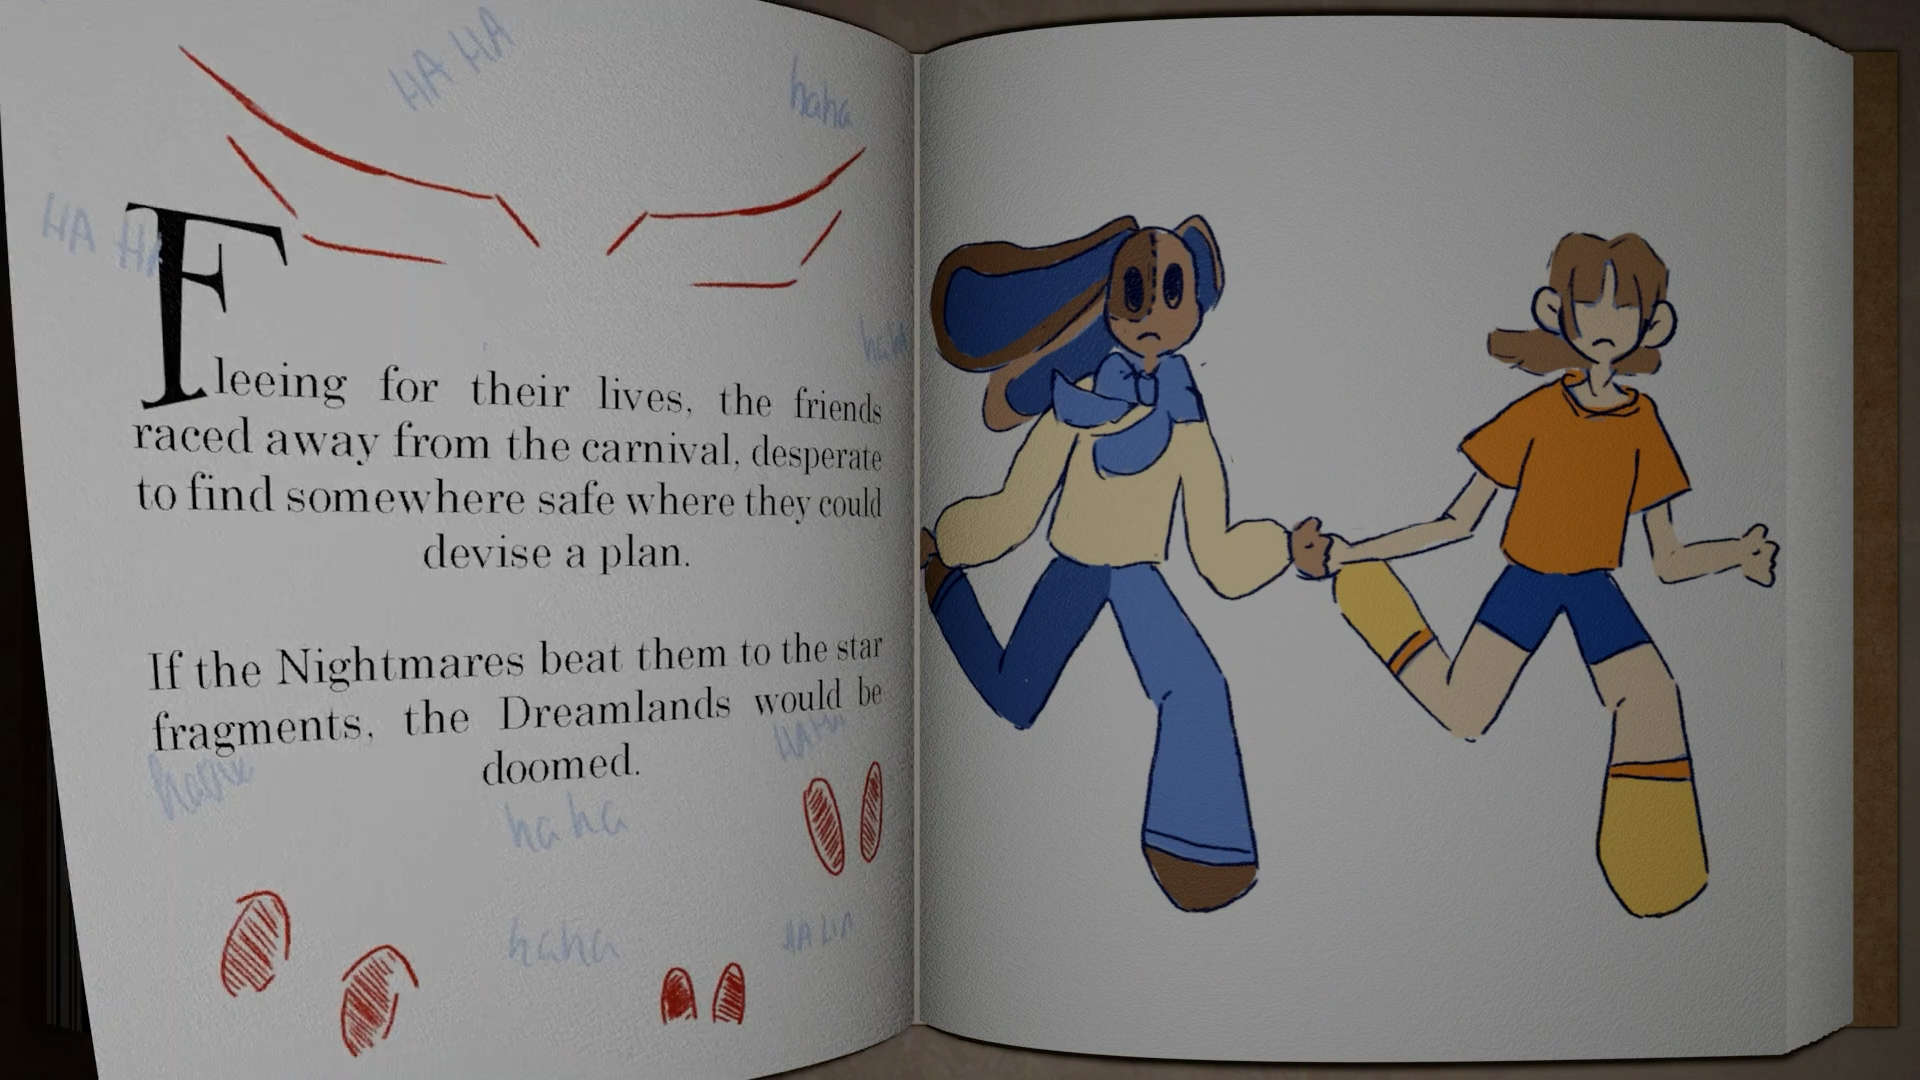 HA HA
haha
HA HA
haha
Fleeing for their lives, the friends
raced away from the carnival, desperate
to find somewhere safe where they could
devise a plan.
If the Nightmares beat them to the star
fragments, the Dreamlands would be
doomed.
haha
haha